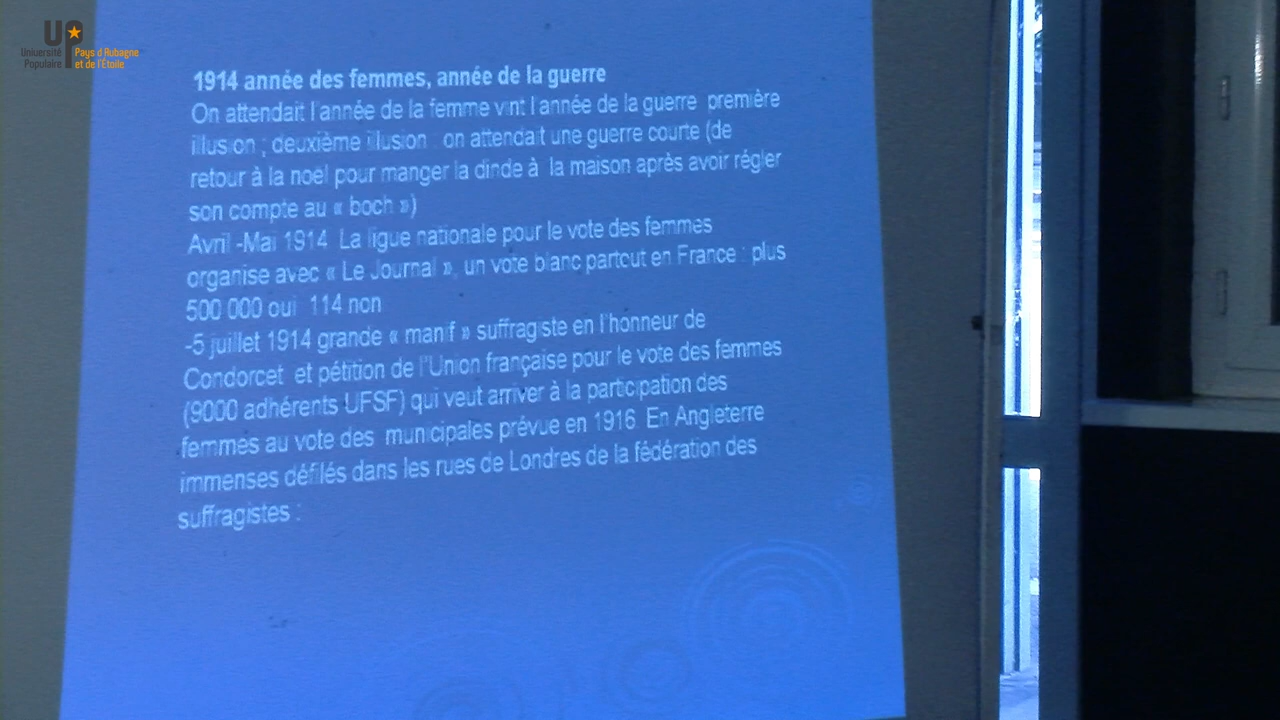 UP
Université
Populaire
Pays d'Aubagne
et de l'Étoile
1914 année des femmes, année de la guerre
On attendait l'année de la femme vint l'année de la guerre première
illusion ; deuxième illusion : on attendait une guerre courte (de
retour à la noël pour manger la dinde à la maison après avoir régler
son compte au « boch »)
Avril -Mai 1914 La ligue nationale pour le vote des femmes
organise avec « Le Journal », un vote blanc partout en France : plus
500 000 oui 114 non
-5 juillet 1914 grande « manif » suffragiste en l'honneur de
Condorcet et pétition de l'Union française pour le vote des femmes
(9000 adhérents UFSF) qui veut arriver à la participation des
femmes au vote des municipales prévue en 1916. En Angleterre
immenses défilés dans les rues de Londres de la fédération des
suffragistes :